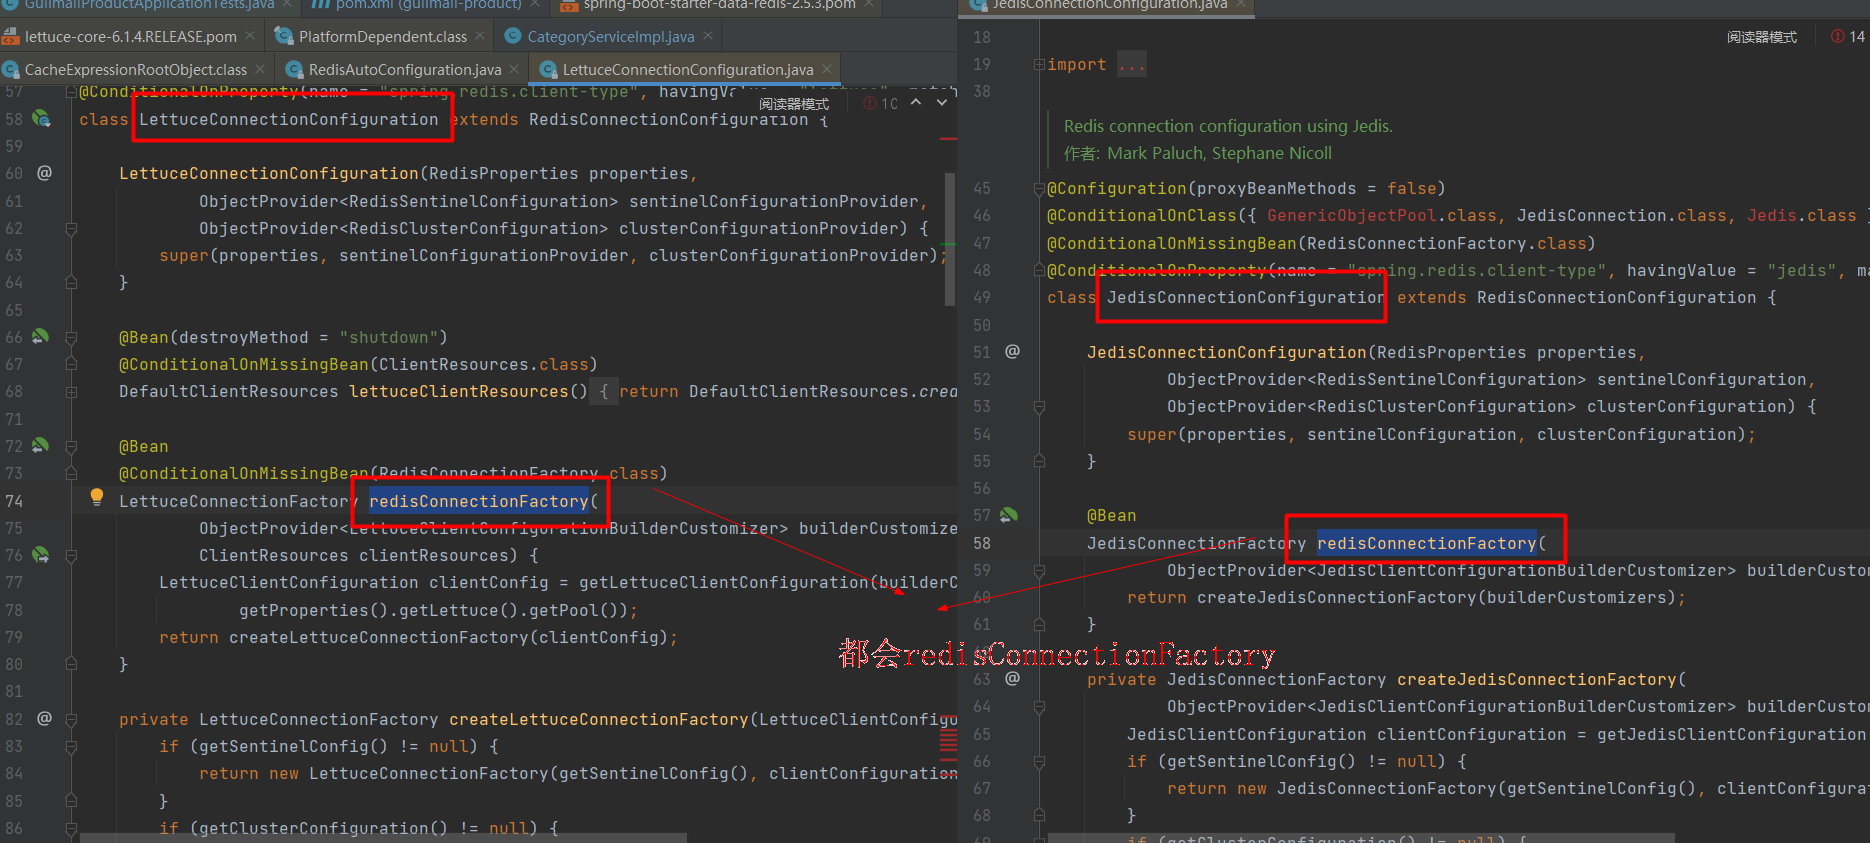 GulimallProductApplicationTests.java
pom.xml (gulimall-product)
spring-boot-starter-data-redis-2.5.3.pom
lettuce-core-6.1.4.RELEASE.pom
PlatformDependent.class
CategoryServiceImpl.java
CacheExpressionRootObject.class
RedisAutoConfiguration.java
LettuceConnectionConfiguration.java
57 @ConditionalOnProperty(name = "spring.redis.client-type", havingValue = "lettuce", match
阅读器模式 10
58 class LettuceConnectionConfiguration extends RedisConnectionConfiguration {
59
60 @ LettuceConnectionConfiguration(RedisProperties properties,
61 ObjectProvider<RedisSentinelConfiguration> sentinelConfigurationProvider,
62 ObjectProvider<RedisClusterConfiguration> clusterConfigurationProvider) {
63 super(properties, sentinelConfigurationProvider, clusterConfigurationProvider);
64 }
65
66 @Bean(destroyMethod = "shutdown")
67 @ConditionalOnMissingBean(ClientResources.class)
68 DefaultClientResources lettuceClientResources() { return DefaultClientResources.crea
71
72 @Bean
73 @ConditionalOnMissingBean(RedisConnectionFactory.class)
74 LettuceConnectionFactory redisConnectionFactory(
75 ObjectProvider<LettuceClientConfigurationBuilderCustomizer> builderCustomize
76 ClientResources clientResources) {
77 LettuceClientConfiguration clientConfig = getLettuceClientConfiguration(builderC
78 getProperties().getLettuce().getPool());
79 return createLettuceConnectionFactory(clientConfig);
80 }
81
82 @ private LettuceConnectionFactory createLettuceConnectionFactory(LettuceClientConfigu
83 if (getSentinelConfig() != null) {
84 return new LettuceConnectionFactory(getSentinelConfig(), clientConfiguration
85 }
86 if (getClusterConfiguration() != null) {
都会redisConnectionFactory
JedisConnectionConfiguration.java
18
阅读器模式 14
19 import ...
38
Redis connection configuration using Jedis.
作者: Mark Paluch, Stephane Nicoll
45 @Configuration(proxyBeanMethods = false)
46 @ConditionalOnClass({ GenericObjectPool.class, JedisConnection.class, Jedis.class }
47 @ConditionalOnMissingBean(RedisConnectionFactory.class)
48 @ConditionalOnProperty(name = "spring.redis.client-type", havingValue = "jedis", ma
49 class JedisConnectionConfiguration extends RedisConnectionConfiguration {
50
51 @ JedisConnectionConfiguration(RedisProperties properties,
52 ObjectProvider<RedisSentinelConfiguration> sentinelConfiguration,
53 ObjectProvider<RedisClusterConfiguration> clusterConfiguration) {
54 super(properties, sentinelConfiguration, clusterConfiguration);
55 }
56
57 @Bean
58 JedisConnectionFactory redisConnectionFactory(
59 ObjectProvider<JedisClientConfigurationBuilderCustomizer> builderCustom
60 return createJedisConnectionFactory(builderCustomizers);
61 }
63 @ private JedisConnectionFactory createJedisConnectionFactory(
64 ObjectProvider<JedisClientConfigurationBuilderCustomizer> builderCustom
65 JedisClientConfiguration clientConfiguration = getJedisClientConfiguration
66 if (getSentinelConfig() != null) {
67 return new JedisConnectionFactory(getSentinelConfig(), clientConfigurat
68 }
69 if (getClusterConfiguration() != null) {